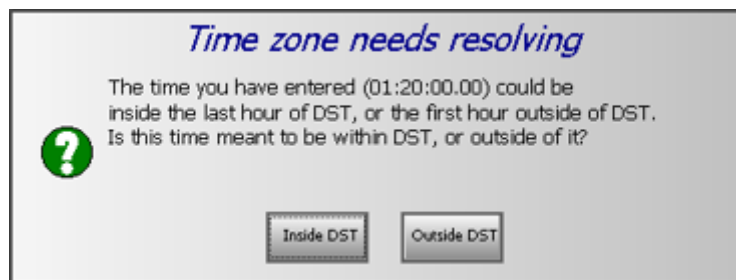 Time zone needs resolving
The time you have entered (01:20:00.00) could be
inside the last hour of DST, or the first hour outside of DST.
Is this time meant to be within DST, or outside of it?
Inside DST
Outside DST